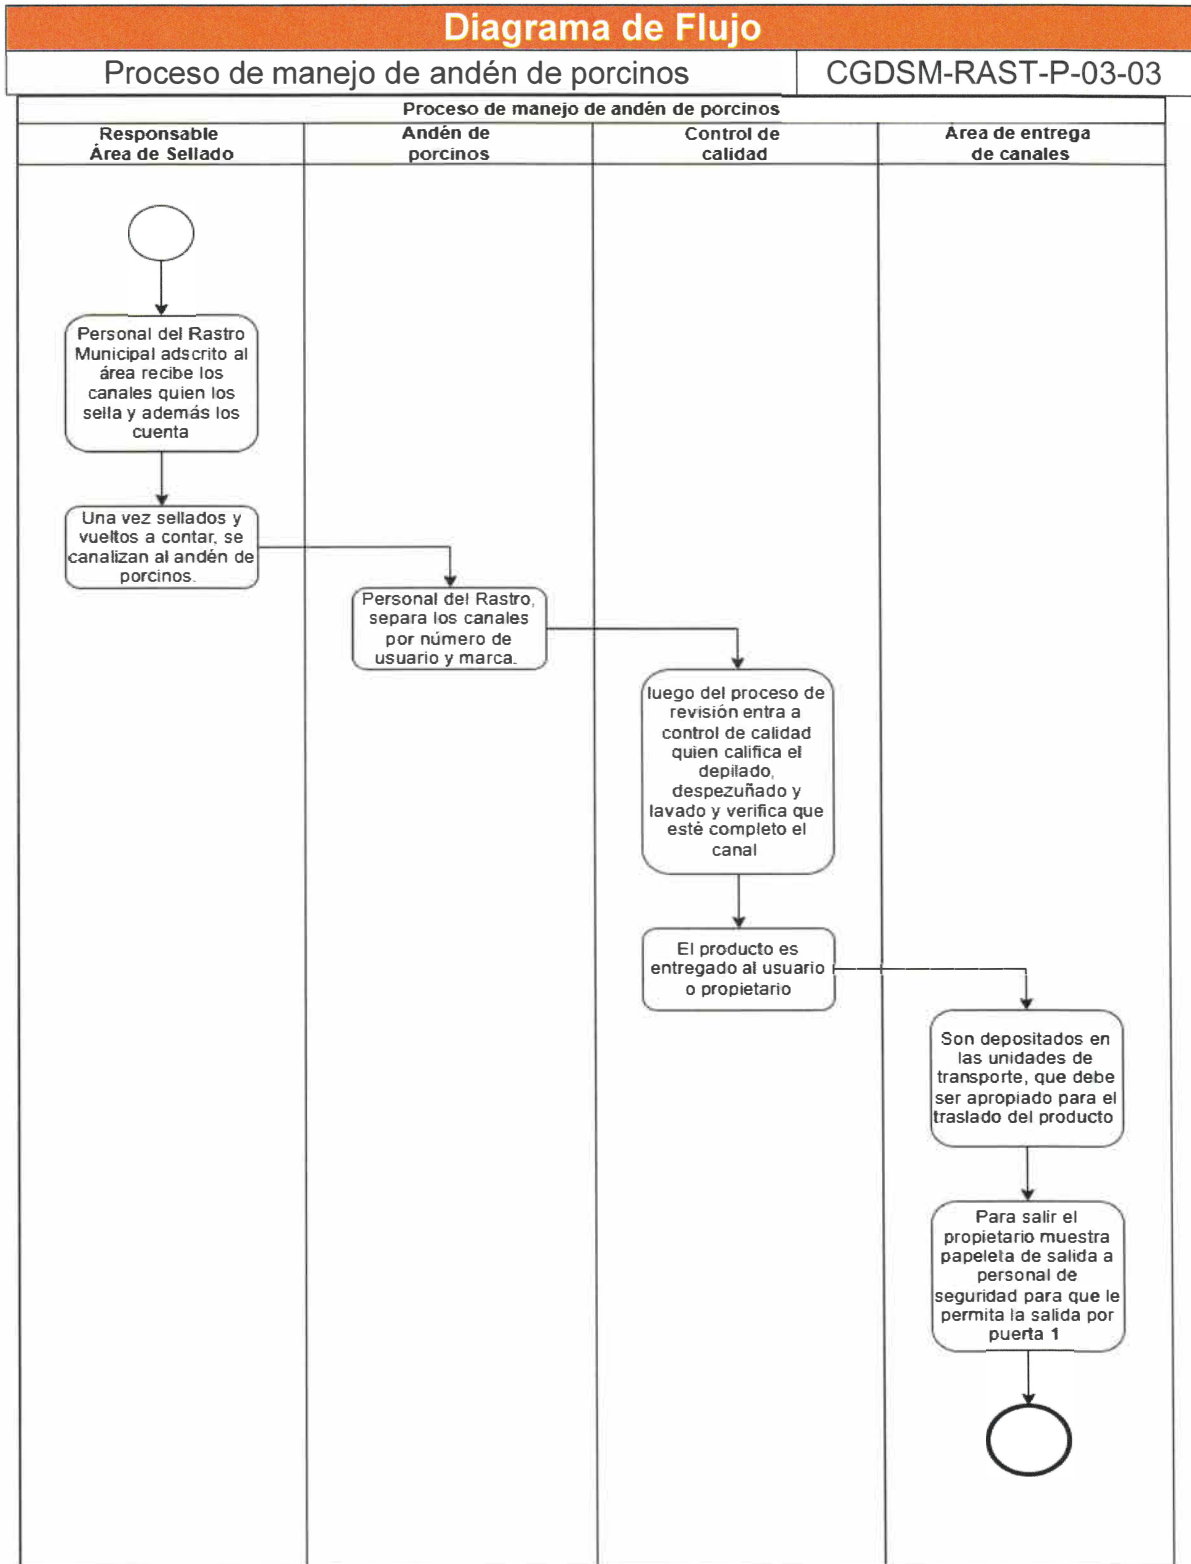 Diagrama de Flujo
Proceso de manejo de andén de porcinos
CGDSM-RAST-P-03-03
Proceso de manejo de andén de porcinos
Responsable
Área de Sellado
Andén de
porcinos
Control de
calidad
Área de entrega
de canales
Personal del Rastro
Municipal adscrito al
área recibe los
canales quien los
sella y además los
cuenta
Una vez sellados y
vueltos a contar, se
canalizan al andén de
porcinos.
Personal del Rastro,
separa los canales
por número de
usuario y marca.
luego del proceso de
revisión entra a
control de calidad
quien califica el
depilado,
despezuñado y
lavado y verifica que
esté completo el
canal
El producto es
entregado al usuario
o propietario
Son depositados en
las unidades de
transporte, que debe
ser apropiado para el
traslado del producto
Para salir el
propietario muestra
papeleta de salida a
personal de
seguridad para que le
permita la salida por
puerta 1